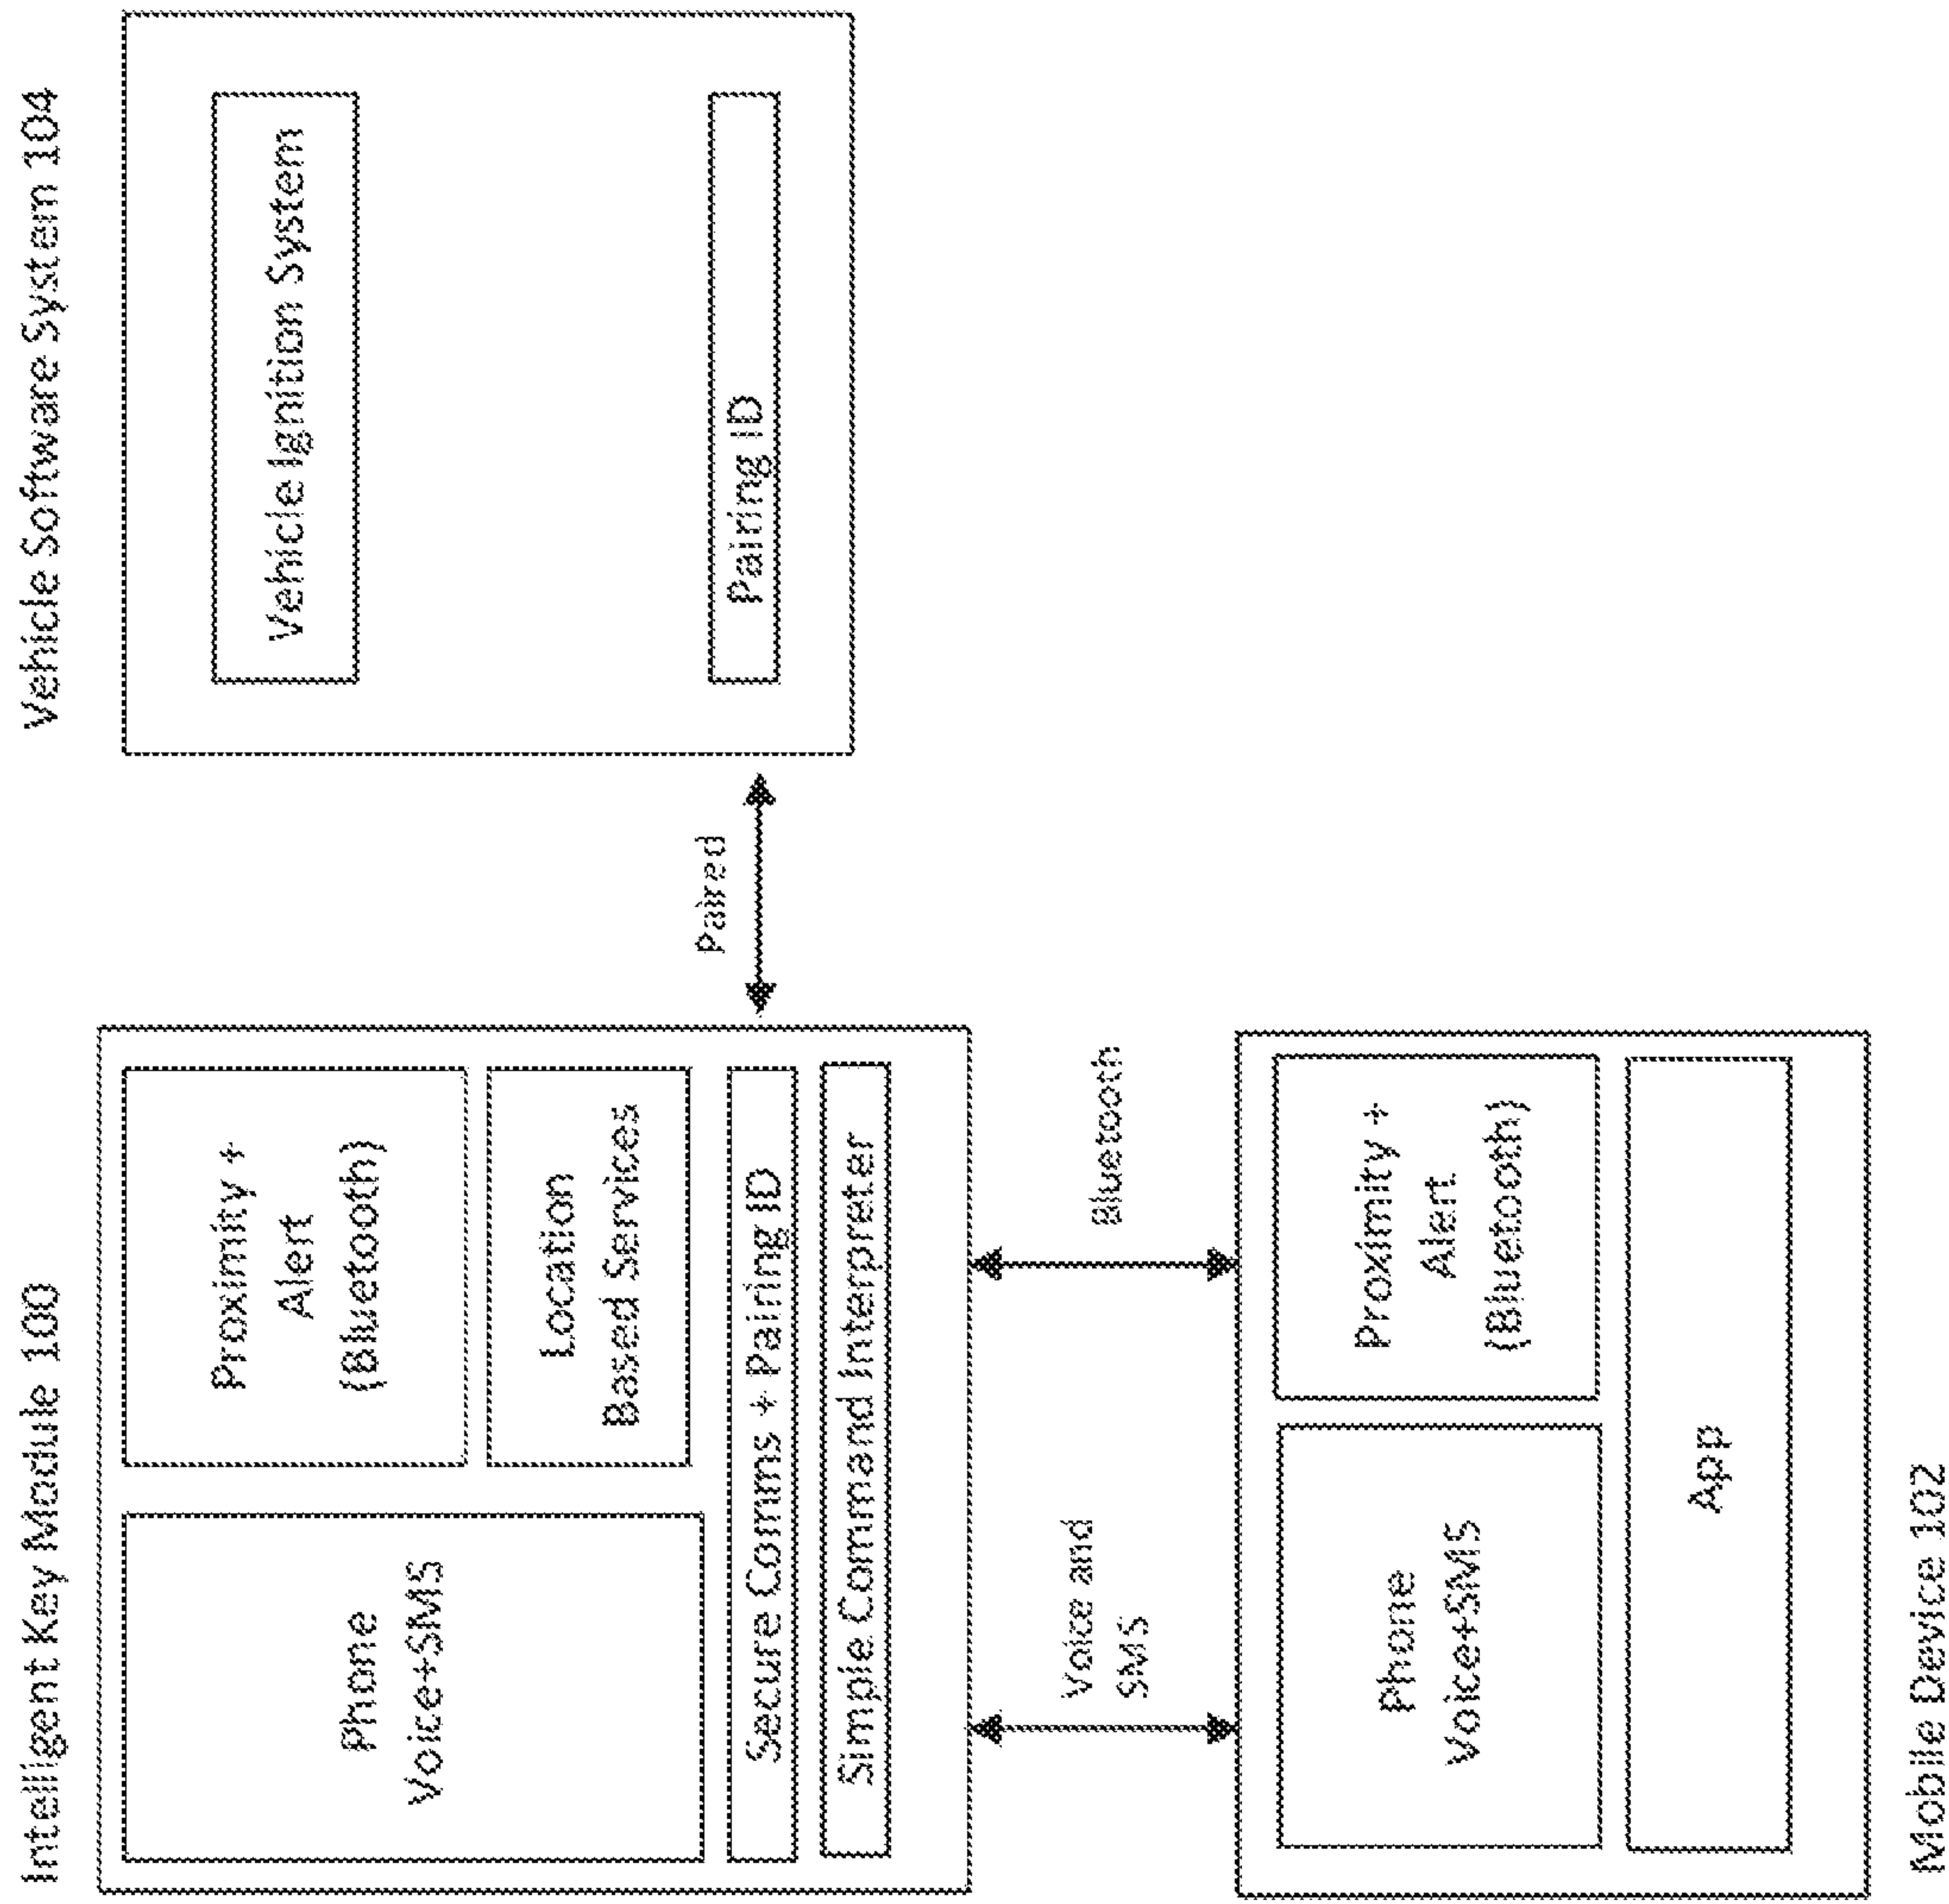 Intelligent Key Module 100
Phone
Voice+SMS
Proximity +
Alert
(Bluetooth)
Location
Based Services
Secure Comms + Pairing ID
Simple Command Interpreter
Paired
Vehicle Software System 104
Vehicle Ignition System
Pairing ID
Voice and
SMS
Bluetooth
Phone
Voice+SMS
Proximity +
Alert
(Bluetooth)
App
Mobile Device 102